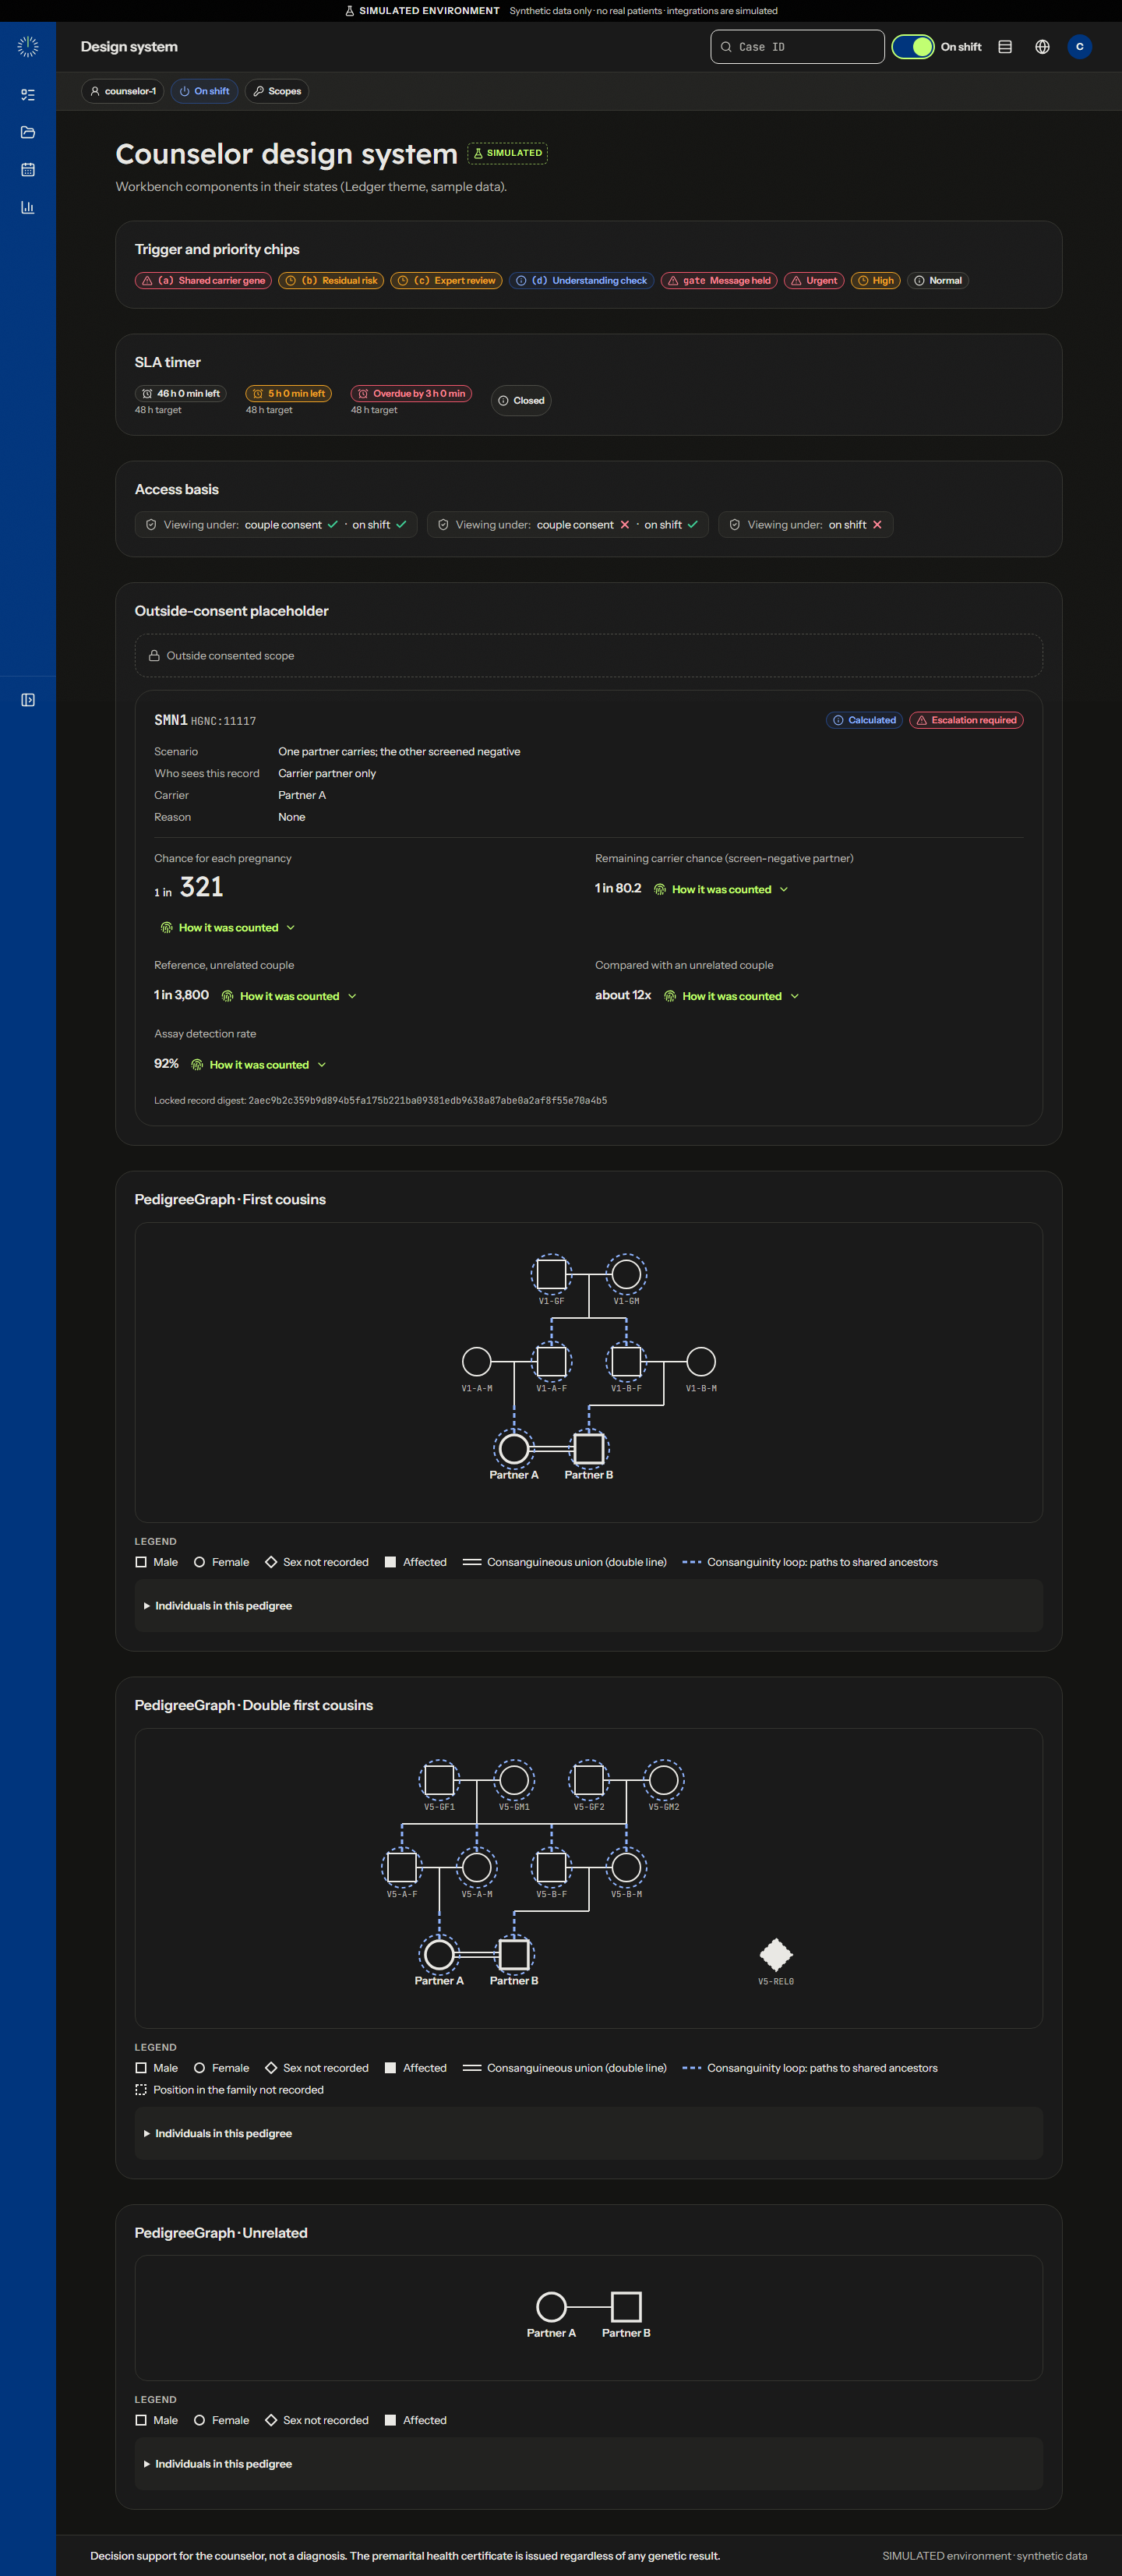 SIMULATED ENVIRONMENT Synthetic data only · no real patients · integrations are simulated
Design system
Case ID
On shift
C
counselor-1
On shift
Scopes
Counselor design system
SIMULATED
Workbench components in their states (Ledger theme, sample data).
Trigger and priority chips
(a) Shared carrier gene
(b) Residual risk
(c) Expert review
(d) Understanding check
gate Message held
Urgent
High
Normal
SLA timer
46 h 0 min left
5 h 0 min left
Overdue by 3 h 0 min
Closed
48 h target
48 h target
48 h target
Access basis
Viewing under: couple consent · on shift
Viewing under: couple consent · on shift
Viewing under: on shift
Outside-consent placeholder
Outside consented scope
SMN1 HGNC:11117
Calculated
Escalation required
Scenario One partner carries; the other screened negative
Who sees this record Carrier partner only
Carrier Partner A
Reason None
Chance for each pregnancy
1 in 321
How it was counted
Remaining carrier chance (screen-negative partner)
1 in 80.2 How it was counted
Reference, unrelated couple
1 in 3,800 How it was counted
Compared with an unrelated couple
about 12x How it was counted
Assay detection rate
92% How it was counted
Locked record digest: 2aec9b2c359b9d894b5fa175b221ba09381edb9638a87abe0a2af8f55e70a4b5
PedigreeGraph · First cousins
V1-GF V1-GM
V1-A-M V1-A-F V1-B-F V1-B-M
Partner A Partner B
LEGEND
Male Female Sex not recorded Affected Consanguineous union (double line) Consanguinity loop: paths to shared ancestors
Individuals in this pedigree
PedigreeGraph · Double first cousins
V5-GF1 V5-GM1 V5-GF2 V5-GM2
V5-A-F V5-A-M V5-B-F V5-B-M
Partner A Partner B V5-REL0
LEGEND
Male Female Sex not recorded Affected Consanguineous union (double line) Consanguinity loop: paths to shared ancestors
Position in the family not recorded
Individuals in this pedigree
PedigreeGraph · Unrelated
Partner A Partner B
LEGEND
Male Female Sex not recorded Affected
Individuals in this pedigree
Decision support for the counselor, not a diagnosis. The premarital health certificate is issued regardless of any genetic result.
SIMULATED environment · synthetic data